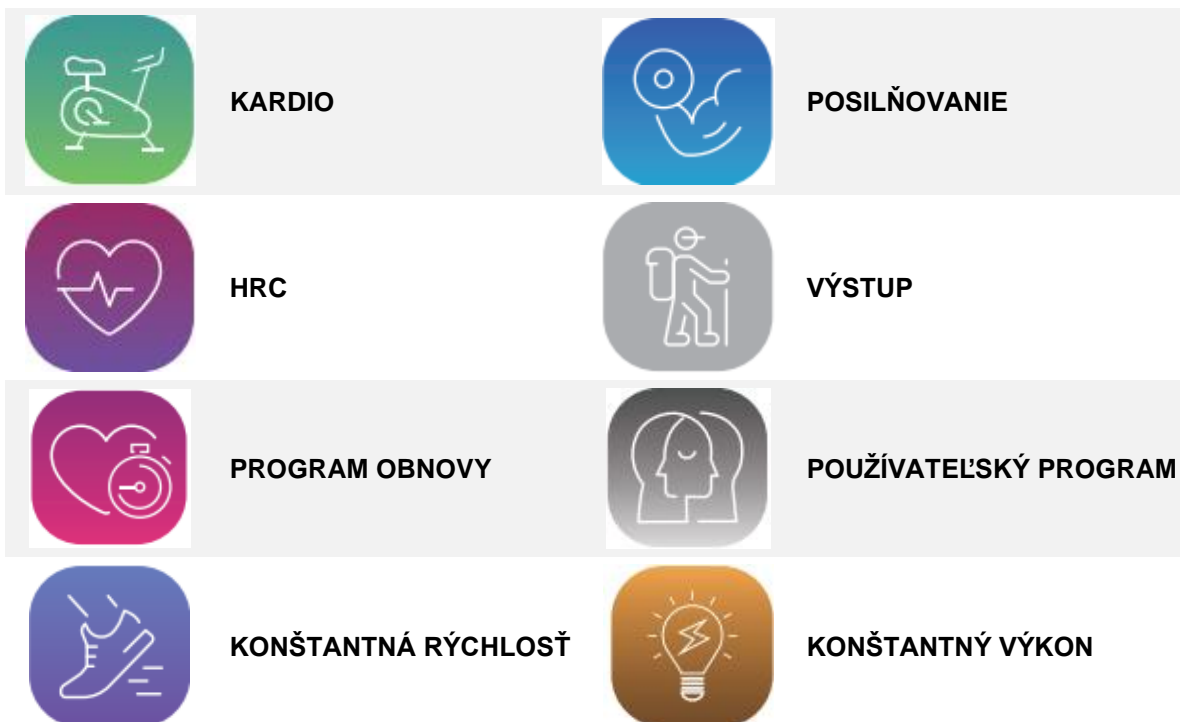 KARDIO
POSILŇOVANIE
HRC
VÝSTUP
PROGRAM OBNOVY
POUŽÍVATEĽSKÝ PROGRAM
KONŠTANTNÁ RÝCHLOSŤ
KONŠTANTNÝ VÝKON